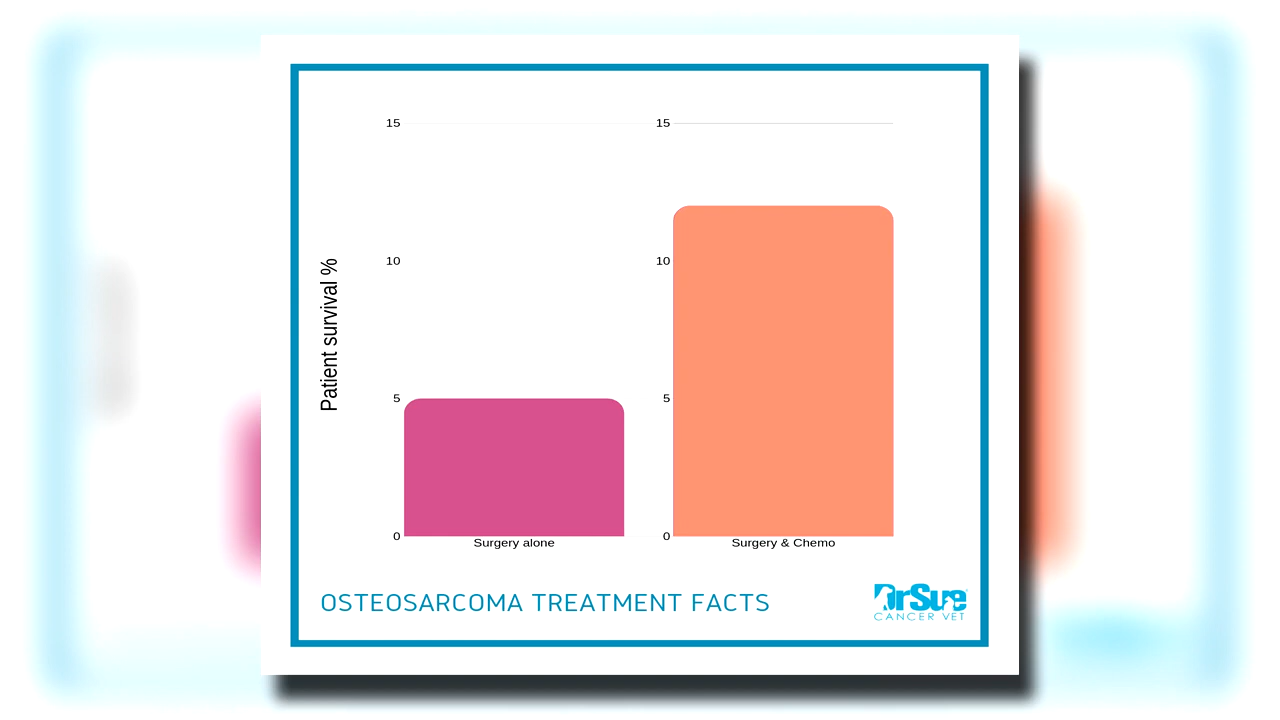 15
15
10
10
5
5
0
0
Patient survival %
Surgery alone
Surgery & Chemo
OSTEOSARCOMA TREATMENT FACTS
DrSue
CANCER VET